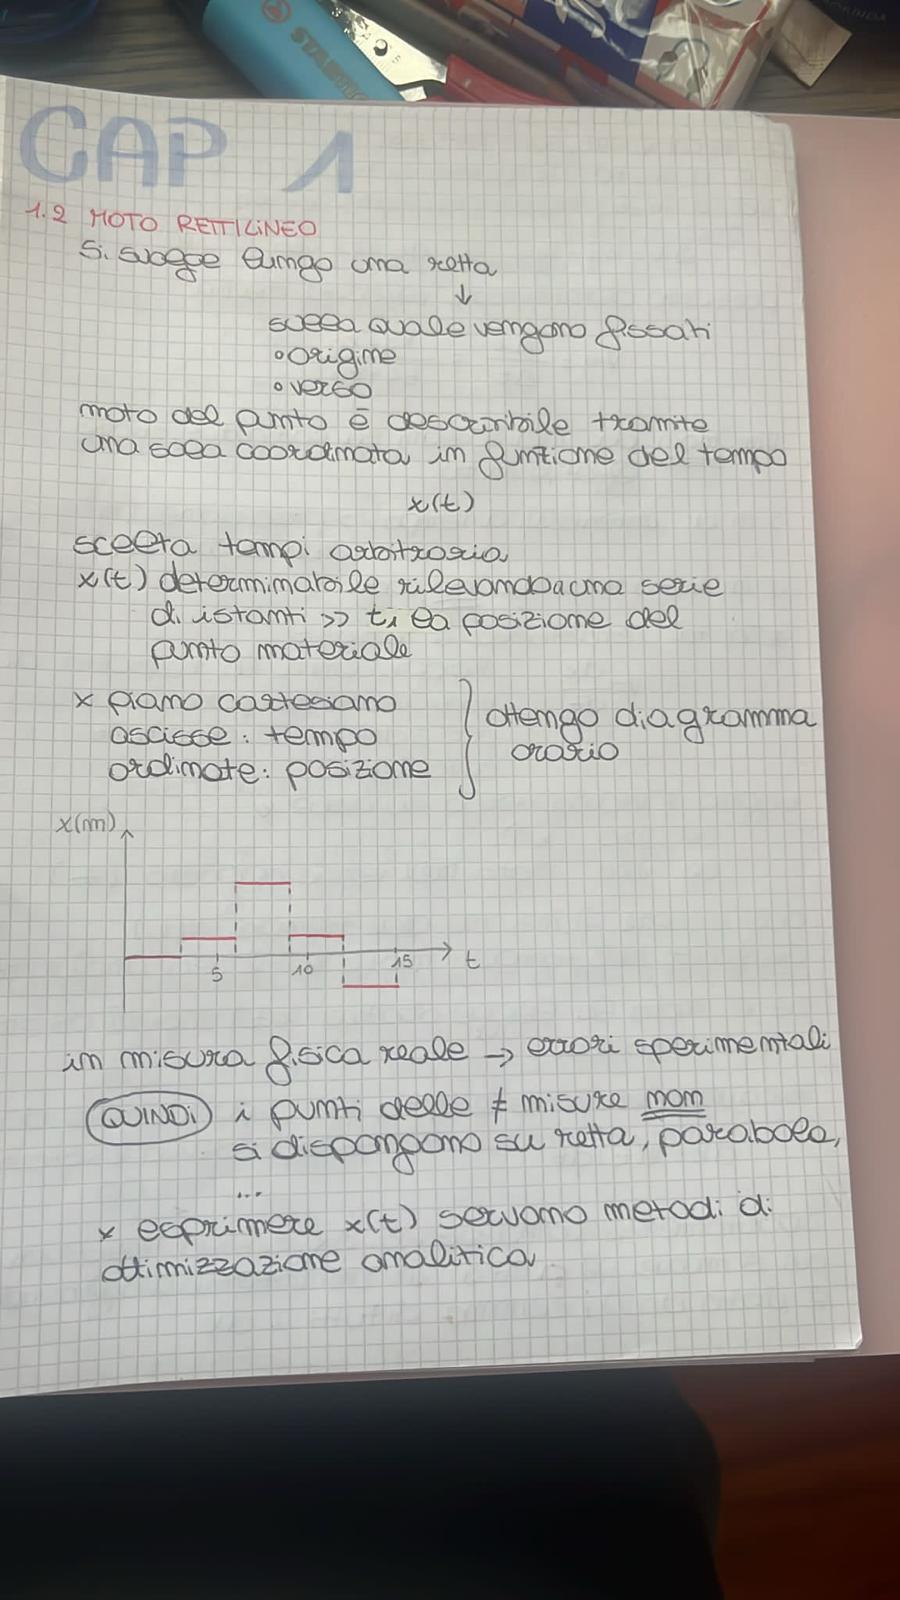 STABILO
CAP 1
1.2 MOTO RETTILINEO
Si svolge lungo una retta
↓
sulla quale vengono fissati
• origine
• verso
moto del punto è descrivibile tramite
una sola coordinata in funzione del tempo
x(t)
scelta tempi arbitraria
x(t) determinabile rilevando a una serie
di istanti >> t₁ la posizione del
punto materiale
x piano cartesiano
ascisse: tempo
ordinate: posizione
ottengo diagramma
orario
x(m)
5 10 15 t
in misura fisica reale → errori sperimentali
QUINDI i punti delle ≠ misure non
si dispongono su retta, parabola,
...
x esprimere x(t) servono metodi di
ottimizzazione analitica